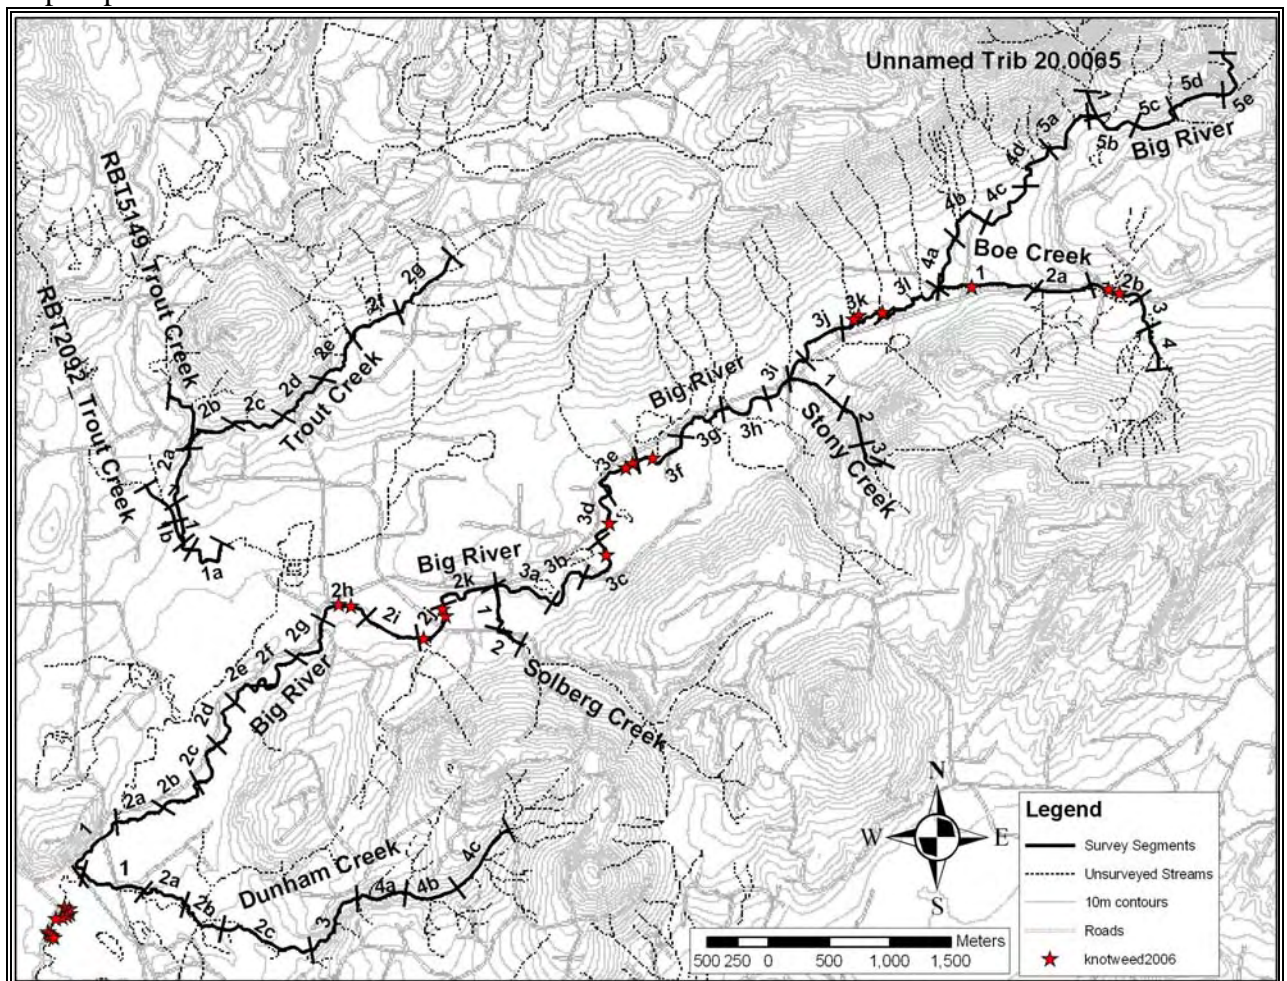 Unnamed Trib 20.0065
5d
5e
5c
5b
5a
Big River
4d
4c
4b
4a
Boe Creek
1
2a
2b
3
4
RBT5149_Trout Creek
RBT2092_Trout Creek
2g
2f
2e
2d
2c
2b
2a
Trout Creek
1
1b
1a
3l
3k
3j
3i
Big River
3h
3g
3f
3e
3d
1
2
3
Stony Creek
Big River
2k
3a
3b
3c
2h
2i
2j
1
2
Solberg Creek
2g
2f
2e
2d
2c
2b
2a
1
Big River
1
2a
2b
2c
3
4a
4b
4c
Dunham Creek
N
W
E
S
Legend
Survey Segments
Unsurveyed Streams
10m contours
Roads
knotweed2006
Meters
500 250 0 500 1,000 1,500